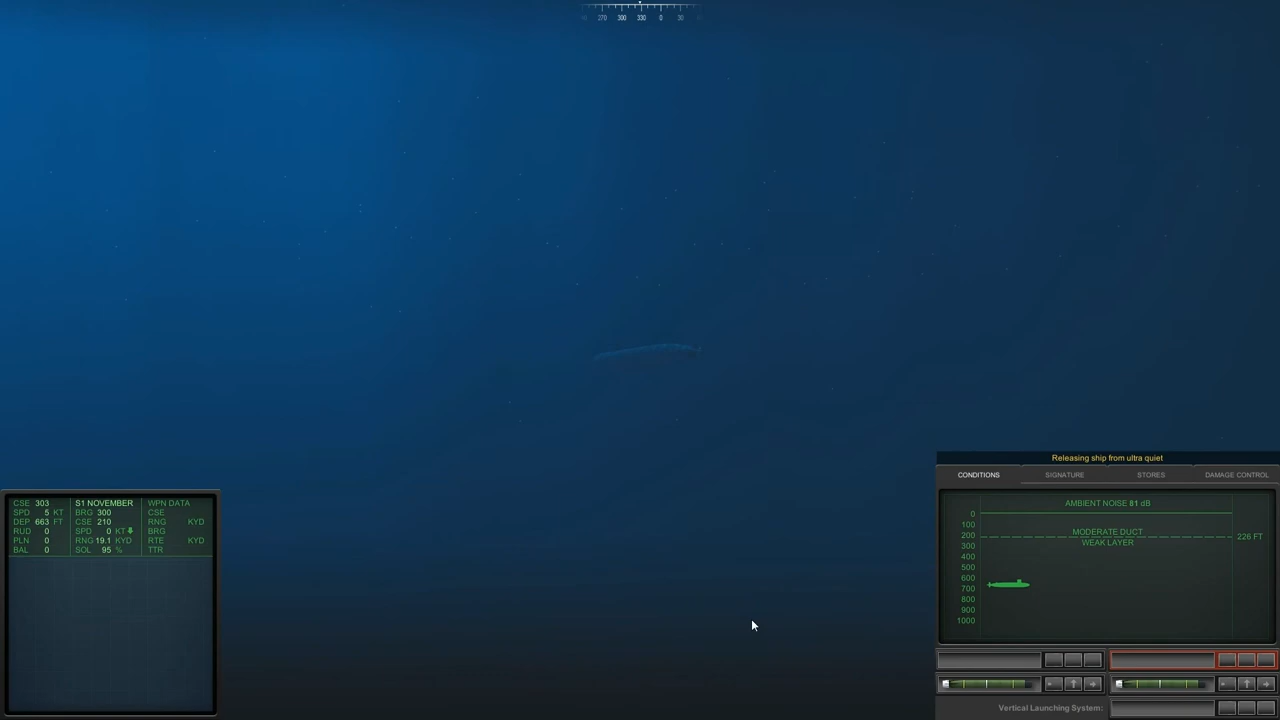 270 300 330 0 30
Releasing ship from ultra quiet
CONDITIONS SIGNATURE STORES DAMAGE CONTROL
CSE 303 S1 NOVEMBER WPN DATA
SPD 5 KT BRG 300 CSE
DEP 663 FT CSE 210 RNG KYD
RUD 0 SPD 0 KT BRG
PLN 0 RNG 19.1 KYD RTE KYD
BAL 0 SOL 95 % TTR
AMBIENT NOISE 81 dB
0
100
200
300
400
500
600
700
800
900
1000
MODERATE DUCT
WEAK LAYER
226 FT
Vertical Launching System: